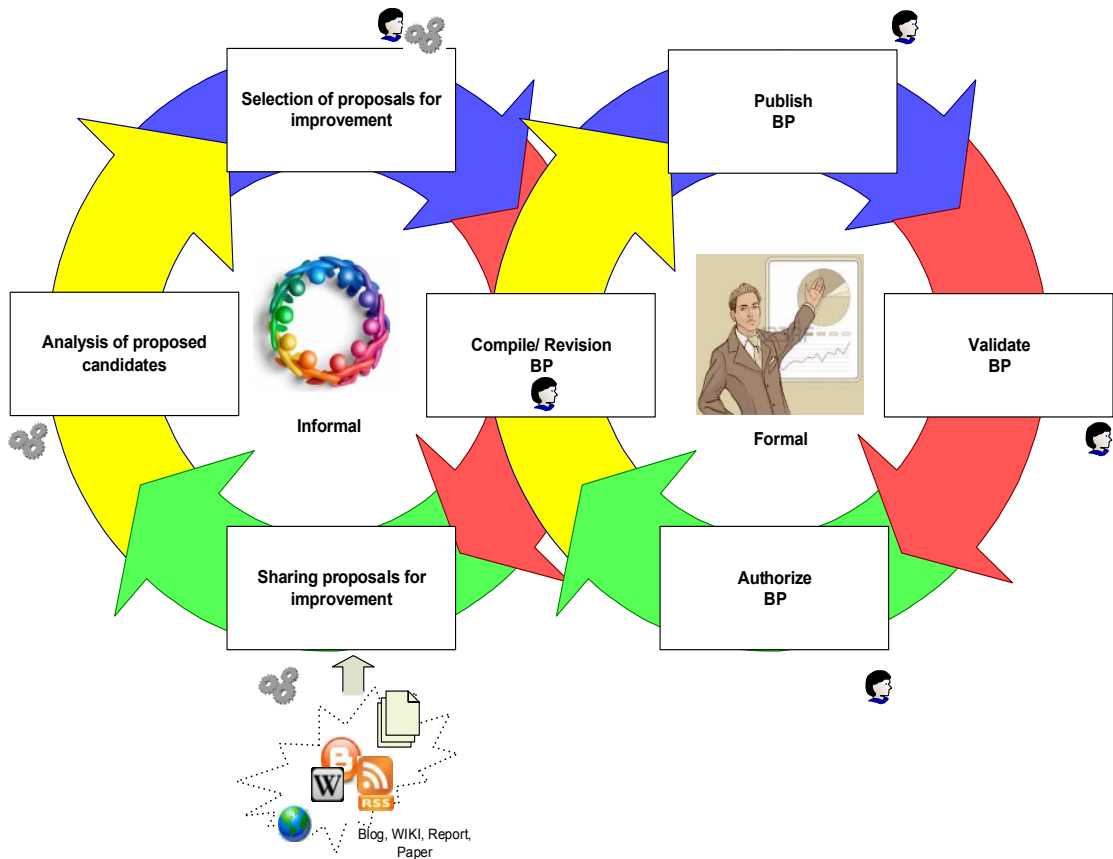 Selection of proposals for
improvement
Publish
BP
Analysis of proposed
candidates
Informal
Compile/ Revision
BP
Formal
Validate
BP
Sharing proposals for
improvement
Authorize
BP
B
W
RSS
Blog, WIKI, Report,
Paper